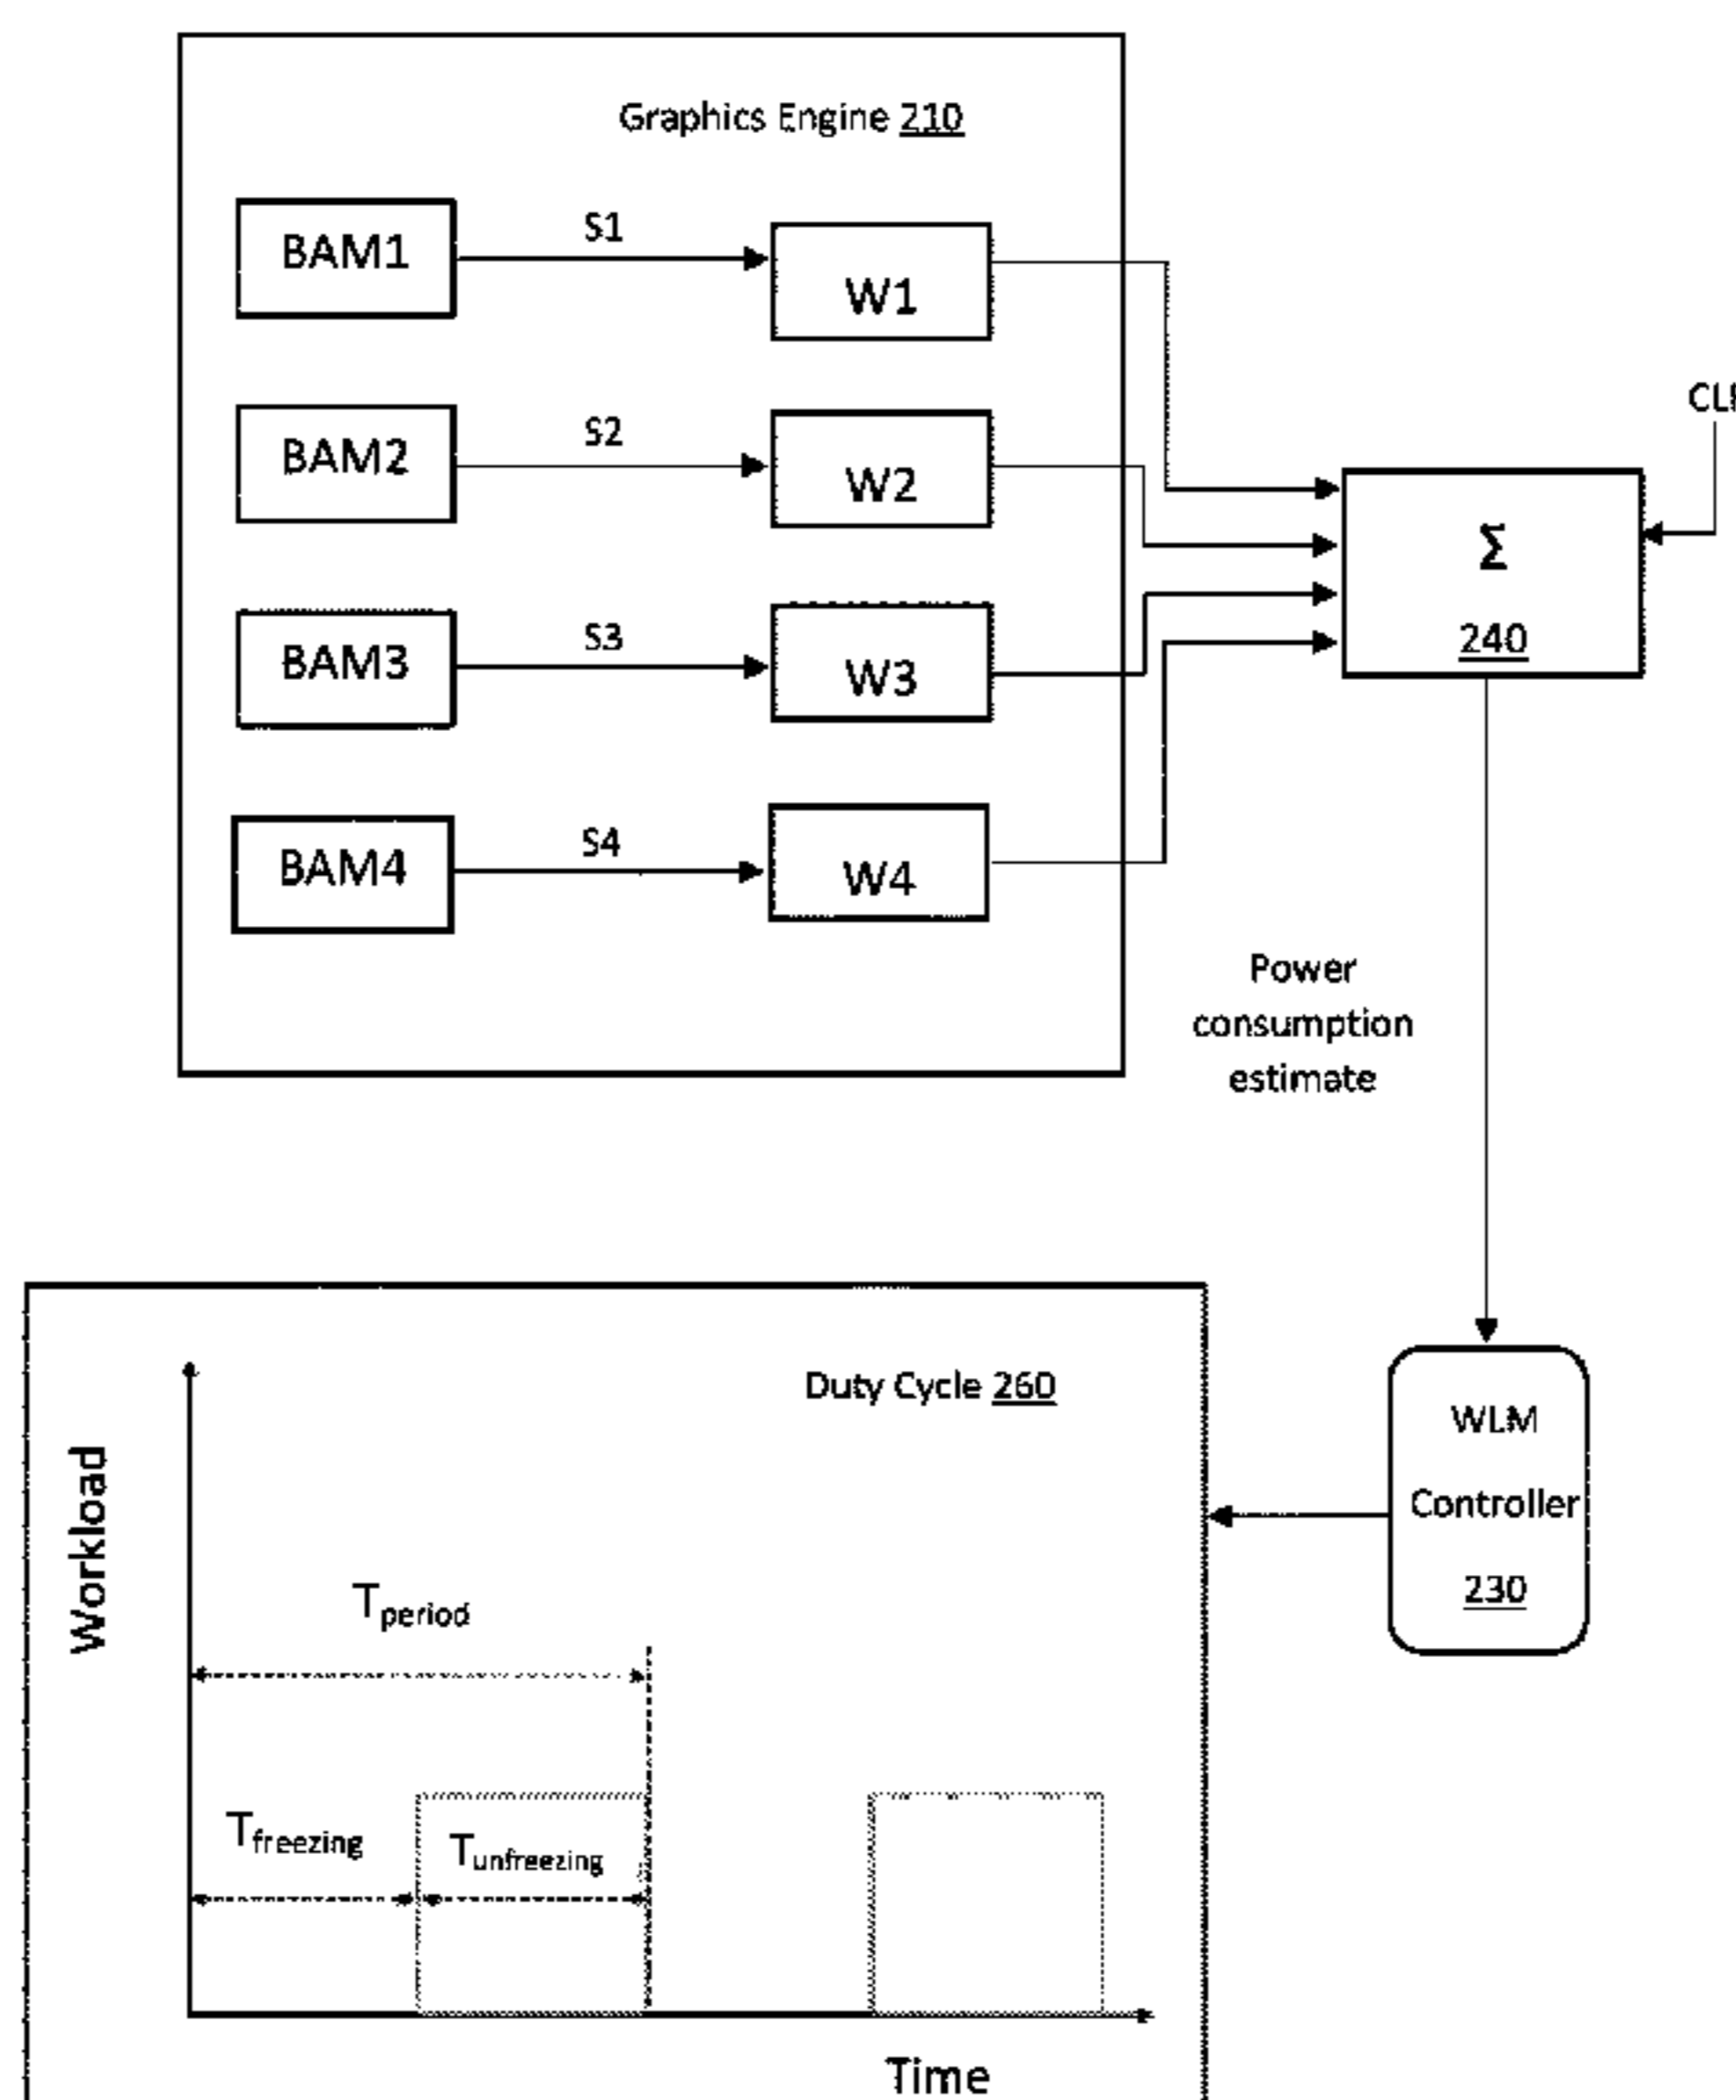 Graphics Engine 210
BAM1
S1
W1
BAM2
S2
W2
BAM3
S3
W3
BAM4
S4
W4
Σ
240
Power
consumption
estimate
WLM
Controller
230
Duty Cycle 260
Workload
Tperiod
Tfreezing
Tunfreezing
Time